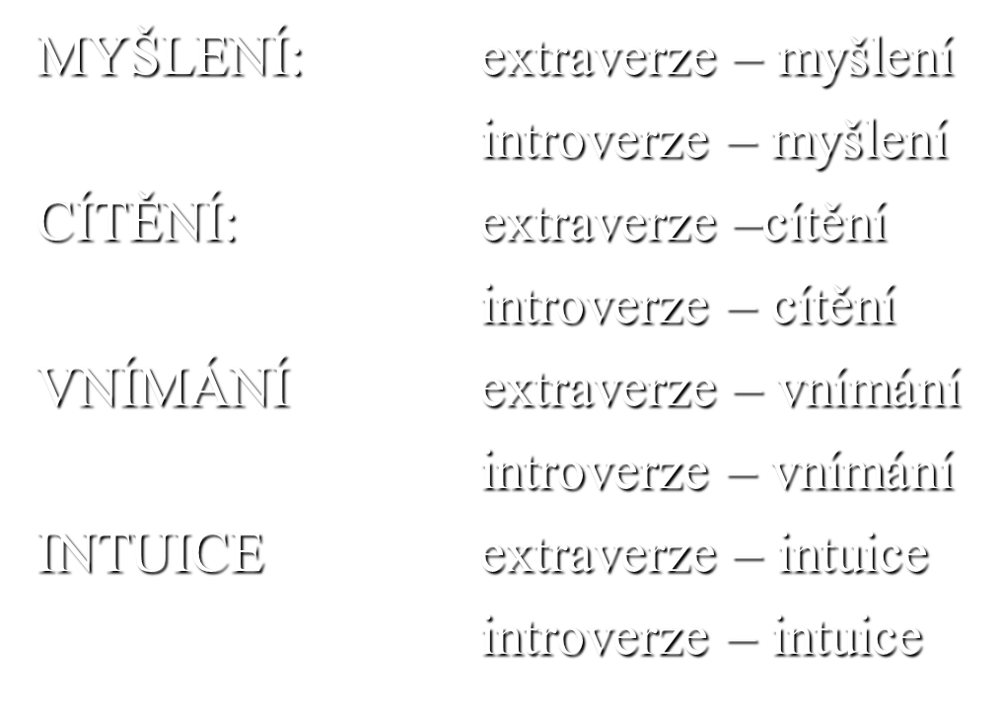 MYŠLENÍ: extraverze – myšlení
introverze – myšlení
CÍTĚNÍ: extraverze –cítění
introverze – cítění
VNÍMÁNÍ extraverze – vnímání
introverze – vnímání
INTUICE extraverze – intuice
introverze – intuice